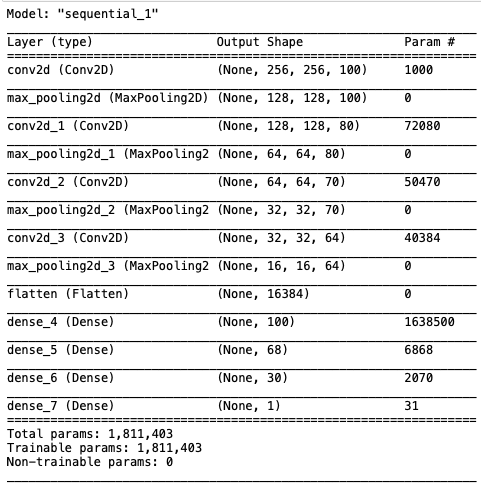 Model: "sequential_1"
Layer (type) Output Shape Param #
conv2d (Conv2D) (None, 256, 256, 100) 1000
max_pooling2d (MaxPooling2D) (None, 128, 128, 100) 0
conv2d_1 (Conv2D) (None, 128, 128, 80) 72080
max_pooling2d_1 (MaxPooling2 (None, 64, 64, 80) 0
conv2d_2 (Conv2D) (None, 64, 64, 70) 50470
max_pooling2d_2 (MaxPooling2 (None, 32, 32, 70) 0
conv2d_3 (Conv2D) (None, 32, 32, 64) 40384
max_pooling2d_3 (MaxPooling2 (None, 16, 16, 64) 0
flatten (Flatten) (None, 16384) 0
dense_4 (Dense) (None, 100) 1638500
dense_5 (Dense) (None, 68) 6868
dense_6 (Dense) (None, 30) 2070
dense_7 (Dense) (None, 1) 31
Total params: 1,811,403
Trainable params: 1,811,403
Non-trainable params: 0